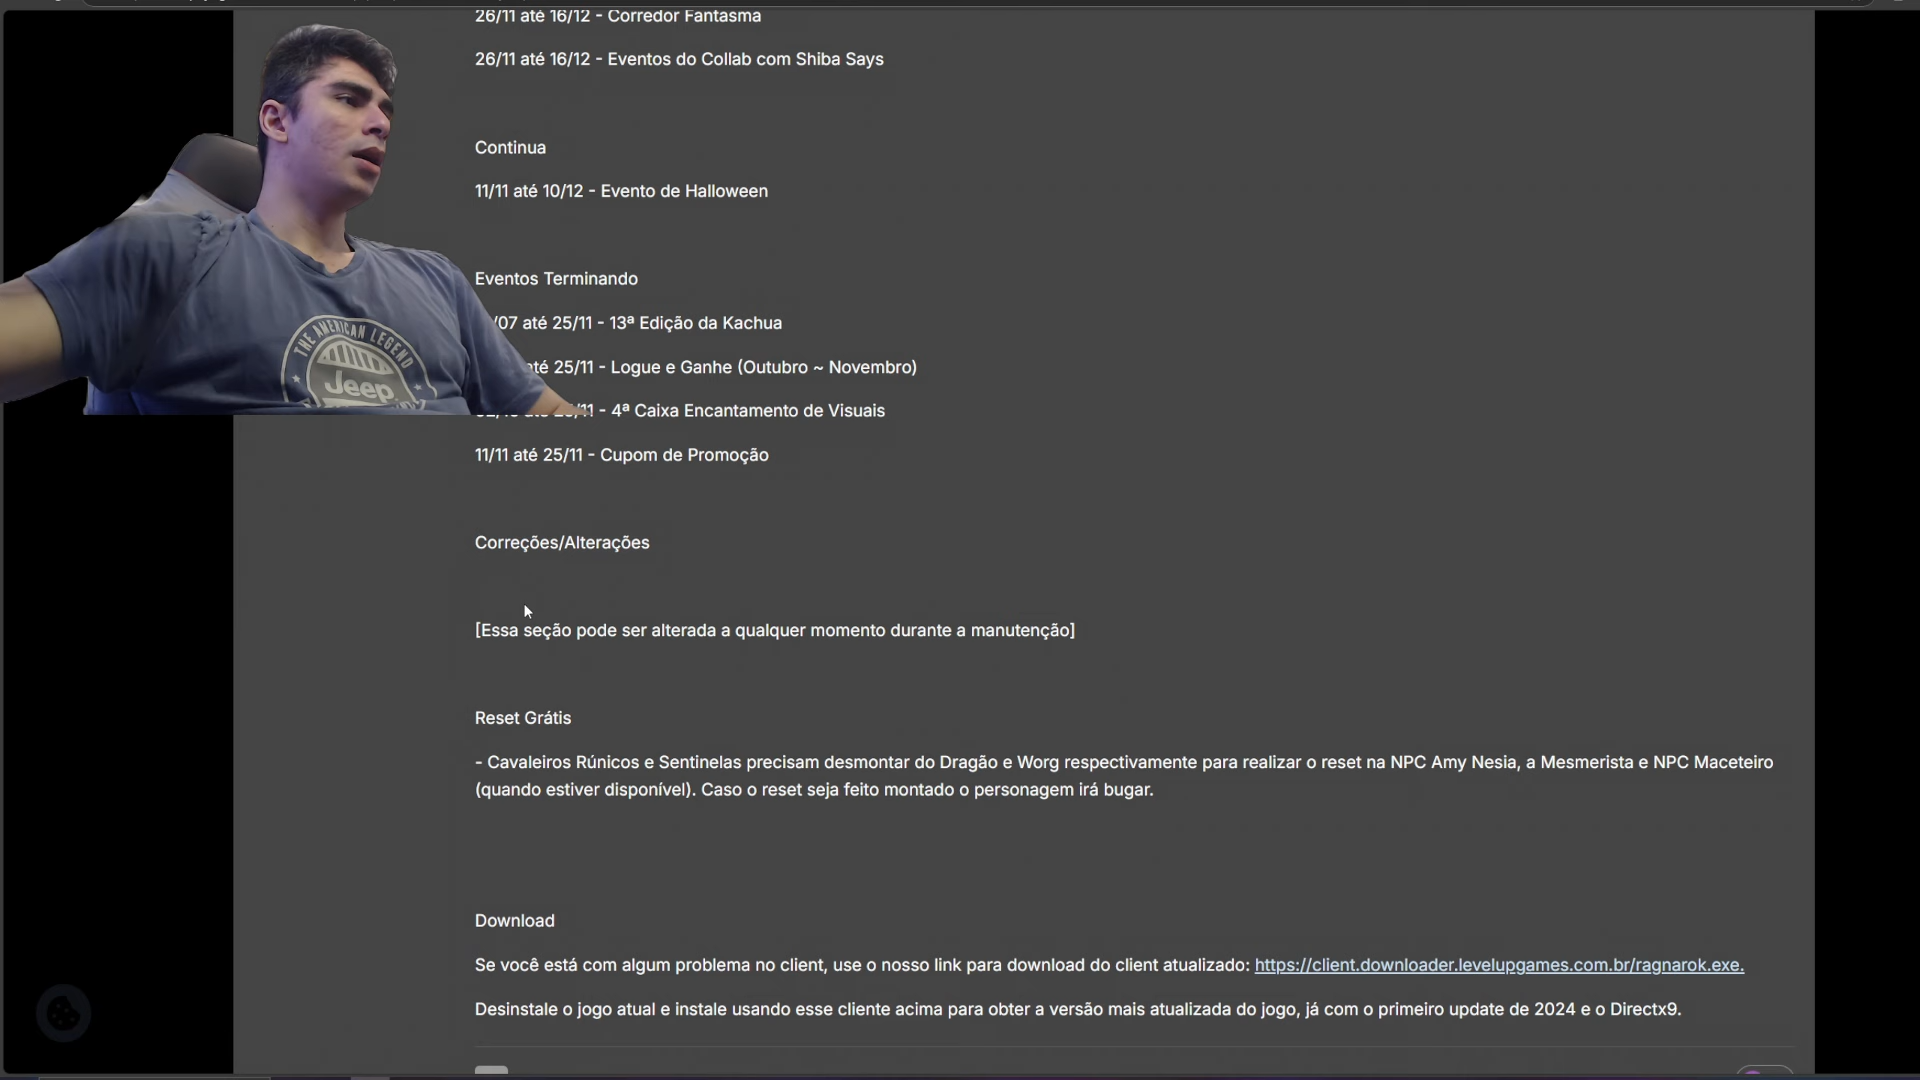 26/11 até 16/12 - Corredor Fantasma
26/11 até 16/12 - Eventos do Collab com Shiba Says
Continua
11/11 até 10/12 - Evento de Halloween
Eventos Terminando
/07 até 25/11 - 13ª Edição da Kachua
até 25/11 - Logue e Ganhe (Outubro ~ Novembro)
/11 - 4ª Caixa Encantamento de Visuais
11/11 até 25/11 - Cupom de Promoção
THE AMERICAN LEGEND
Jeep
Correções/Alterações
[Essa seção pode ser alterada a qualquer momento durante a manutenção]
Reset Grátis
- Cavaleiros Rúnicos e Sentinelas precisam desmontar do Dragão e Worg respectivamente para realizar o reset na NPC Amy Nesia, a Mesmerista e NPC Maceteiro
(quando estiver disponível). Caso o reset seja feito montado o personagem irá bugar.
Download
Se você está com algum problema no client, use o nosso link para download do client atualizado: https://client.downloader.levelupgames.com.br/ragnarok.exe.
Desinstale o jogo atual e instale usando esse cliente acima para obter a versão mais atualizada do jogo, já com o primeiro update de 2024 e o Directx9.